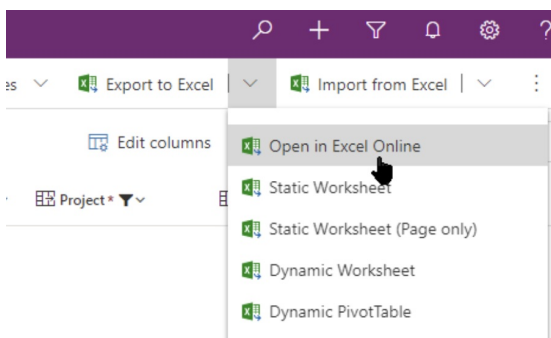 ?
es Export to Excel Import from Excel
Edit columns
Open in Excel Online
Project *
Static Worksheet
Static Worksheet (Page only)
Dynamic Worksheet
Dynamic PivotTable